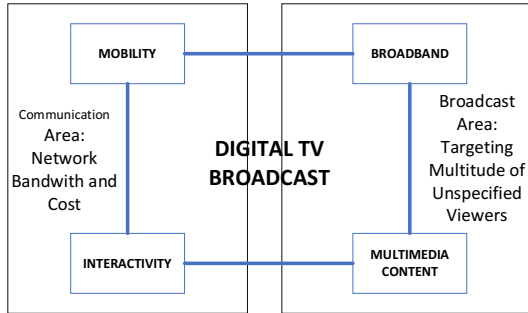 MOBILITY
BROADBAND
Communication
Area:
Network
Bandwith and
Cost
DIGITAL TV
BROADCAST
Broadcast
Area:
Targeting
Multitude of
Unspecified
Viewers
INTERACTIVITY
MULTIMEDIA
CONTENT